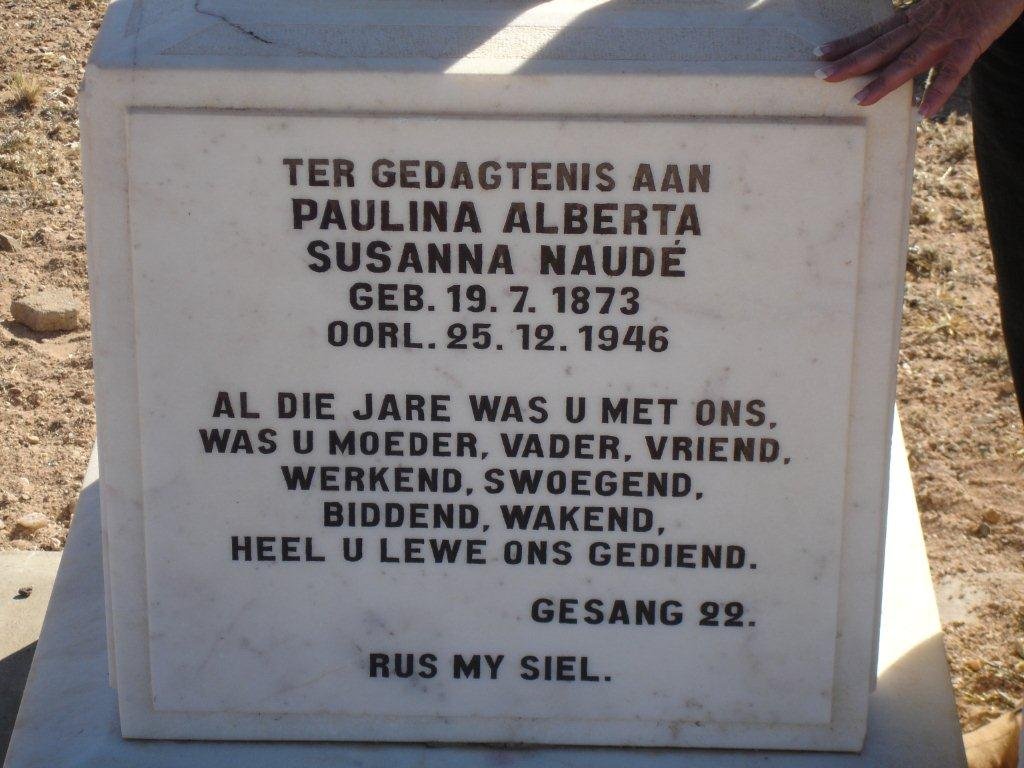 TER GEDAGTENIS AAN
PAULINA ALBERTA
SUSANNA NAUDÉ
GEB. 19. 7. 1873
OORL. 25. 12. 1946
AL DIE JARE WAS U MET ONS,
WAS U MOEDER, VADER, VRIEND,
WERKEND, SWOEGEND,
BIDDEND, WAKEND,
HEEL U LEWE ONS GEDIEND.
GESANG 22.
RUS MY SIEL.